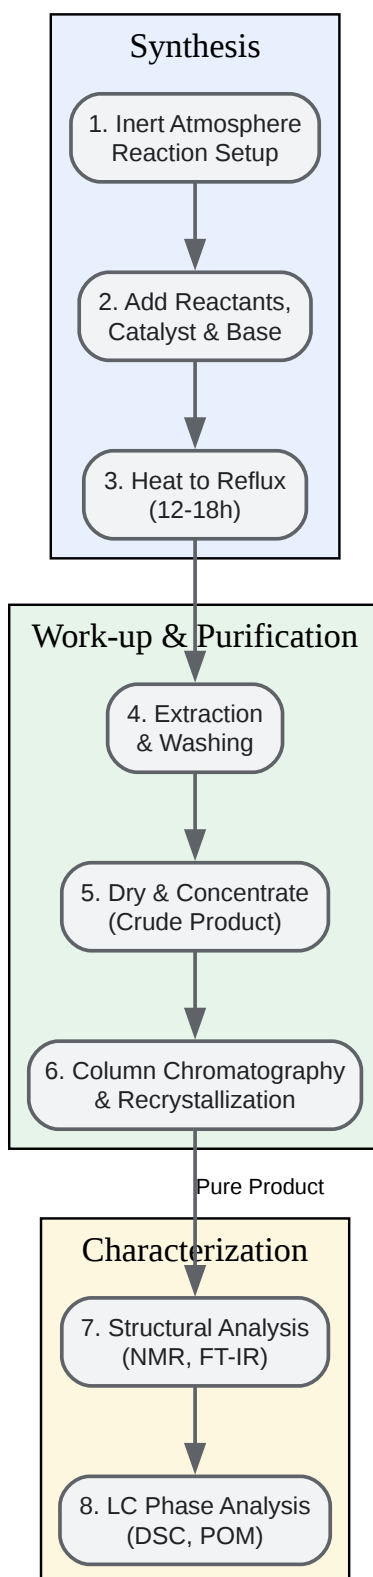 Synthesis
1. Inert Atmosphere
Reaction Setup
2. Add Reactants,
Catalyst & Base
3. Heat to Reflux
(12-18h)
Work-up & Purification
4. Extraction
& Washing
5. Dry & Concentrate
(Crude Product)
6. Column Chromatography
& Recrystallization
Pure Product
Characterization
7. Structural Analysis
(NMR, FT-IR)
8. LC Phase Analysis
(DSC, POM)